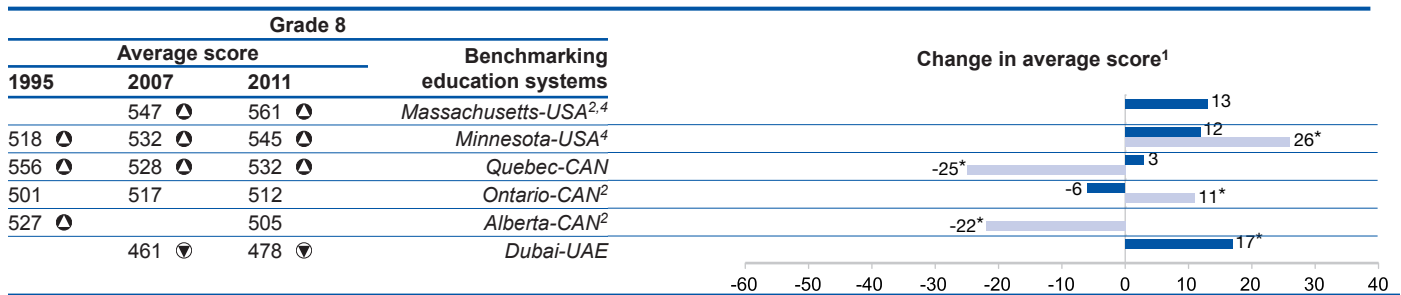 Grade 8
Average score
Benchmarking education systems
Change in average score¹
1995 2007 2011
547 561 Massachusetts-USA²,⁴ 13
518 532 545 Minnesota-USA⁴ 12 26*
556 528 532 Quebec-CAN 3 -25*
501 517 512 Ontario-CAN² -6 11*
527 505 Alberta-CAN² -22*
461 478 Dubai-UAE 17*
-60 -50 -40 -30 -20 -10 0 10 20 30 40